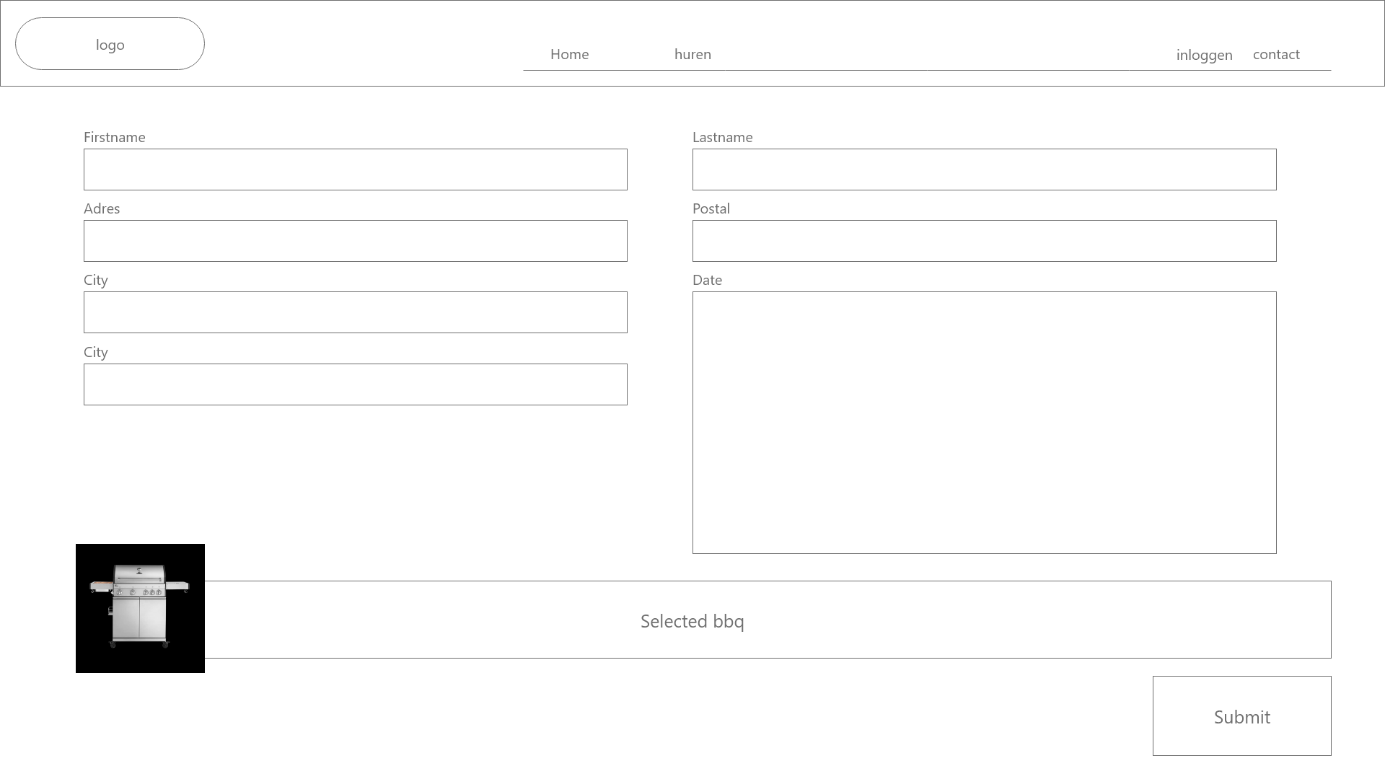 logo
Home
huren
inloggen
contact
Firstname
Lastname
Adres
Postal
City
Date
City
Selected bbq
Submit